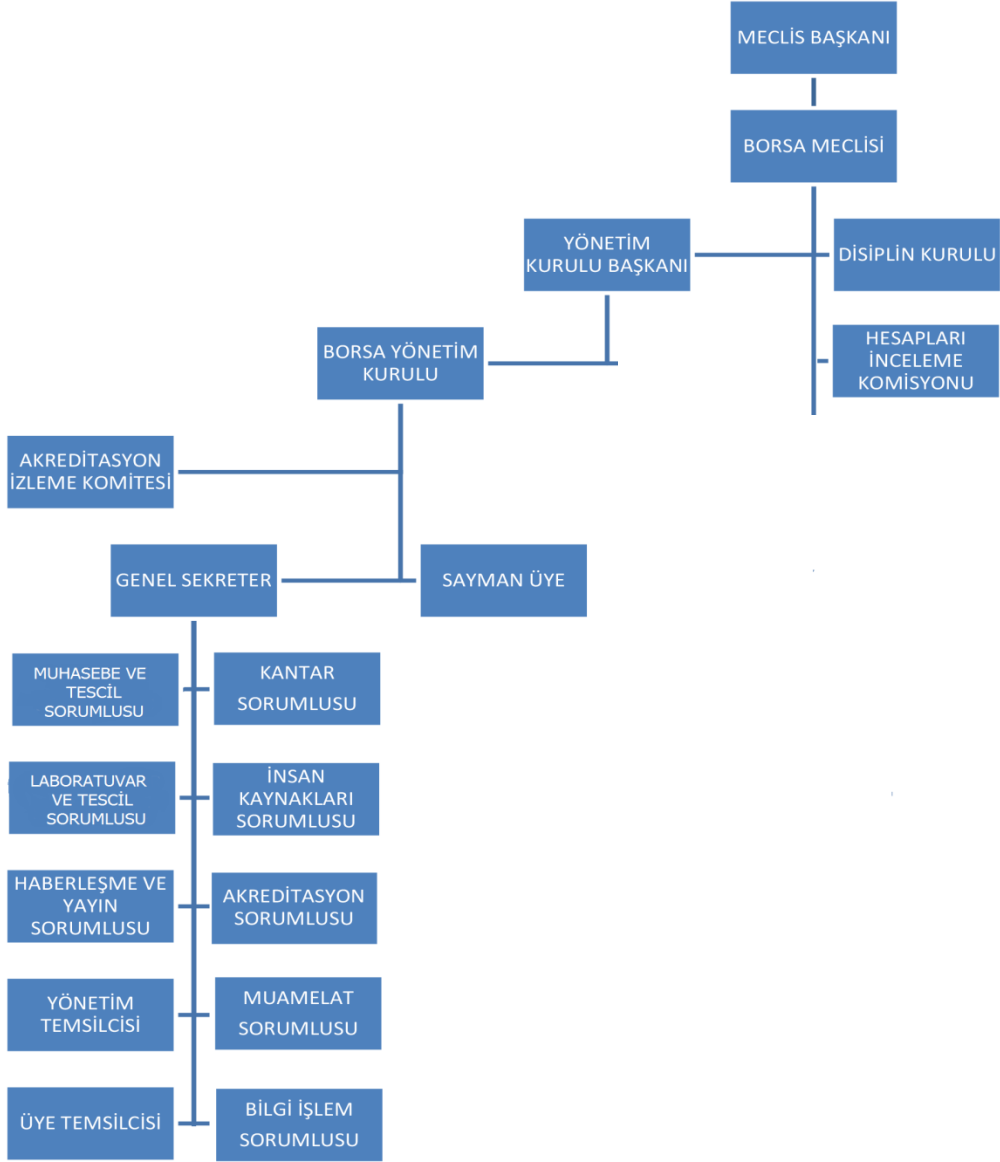 MECLİS BAŞKANI
BORSA MECLİSİ
YÖNETİM
KURULU BAŞKANI
DİSİPLİN KURULU
BORSA YÖNETİM
KURULU
HESAPLARI
İNCELEME
KOMİSYONU
AKREDİTASYON
İZLEME KOMİTESİ
GENEL SEKRETER
SAYMAN ÜYE
MUHASEBE VE
TESCİL
SORUMLUSU
KANTAR
SORUMLUSU
LABORATUVAR
VE TESCİL
SORUMLUSU
İNSAN
KAYNAKLARI
SORUMLUSU
HABERLEŞME VE
YAYIN
SORUMLUSU
AKREDİTASYON
SORUMLUSU
YÖNETİM
TEMSİLCİSİ
MUAMELAT
SORUMLUSU
ÜYE TEMSİLCİSİ
BİLGİ İŞLEM
SORUMLUSU